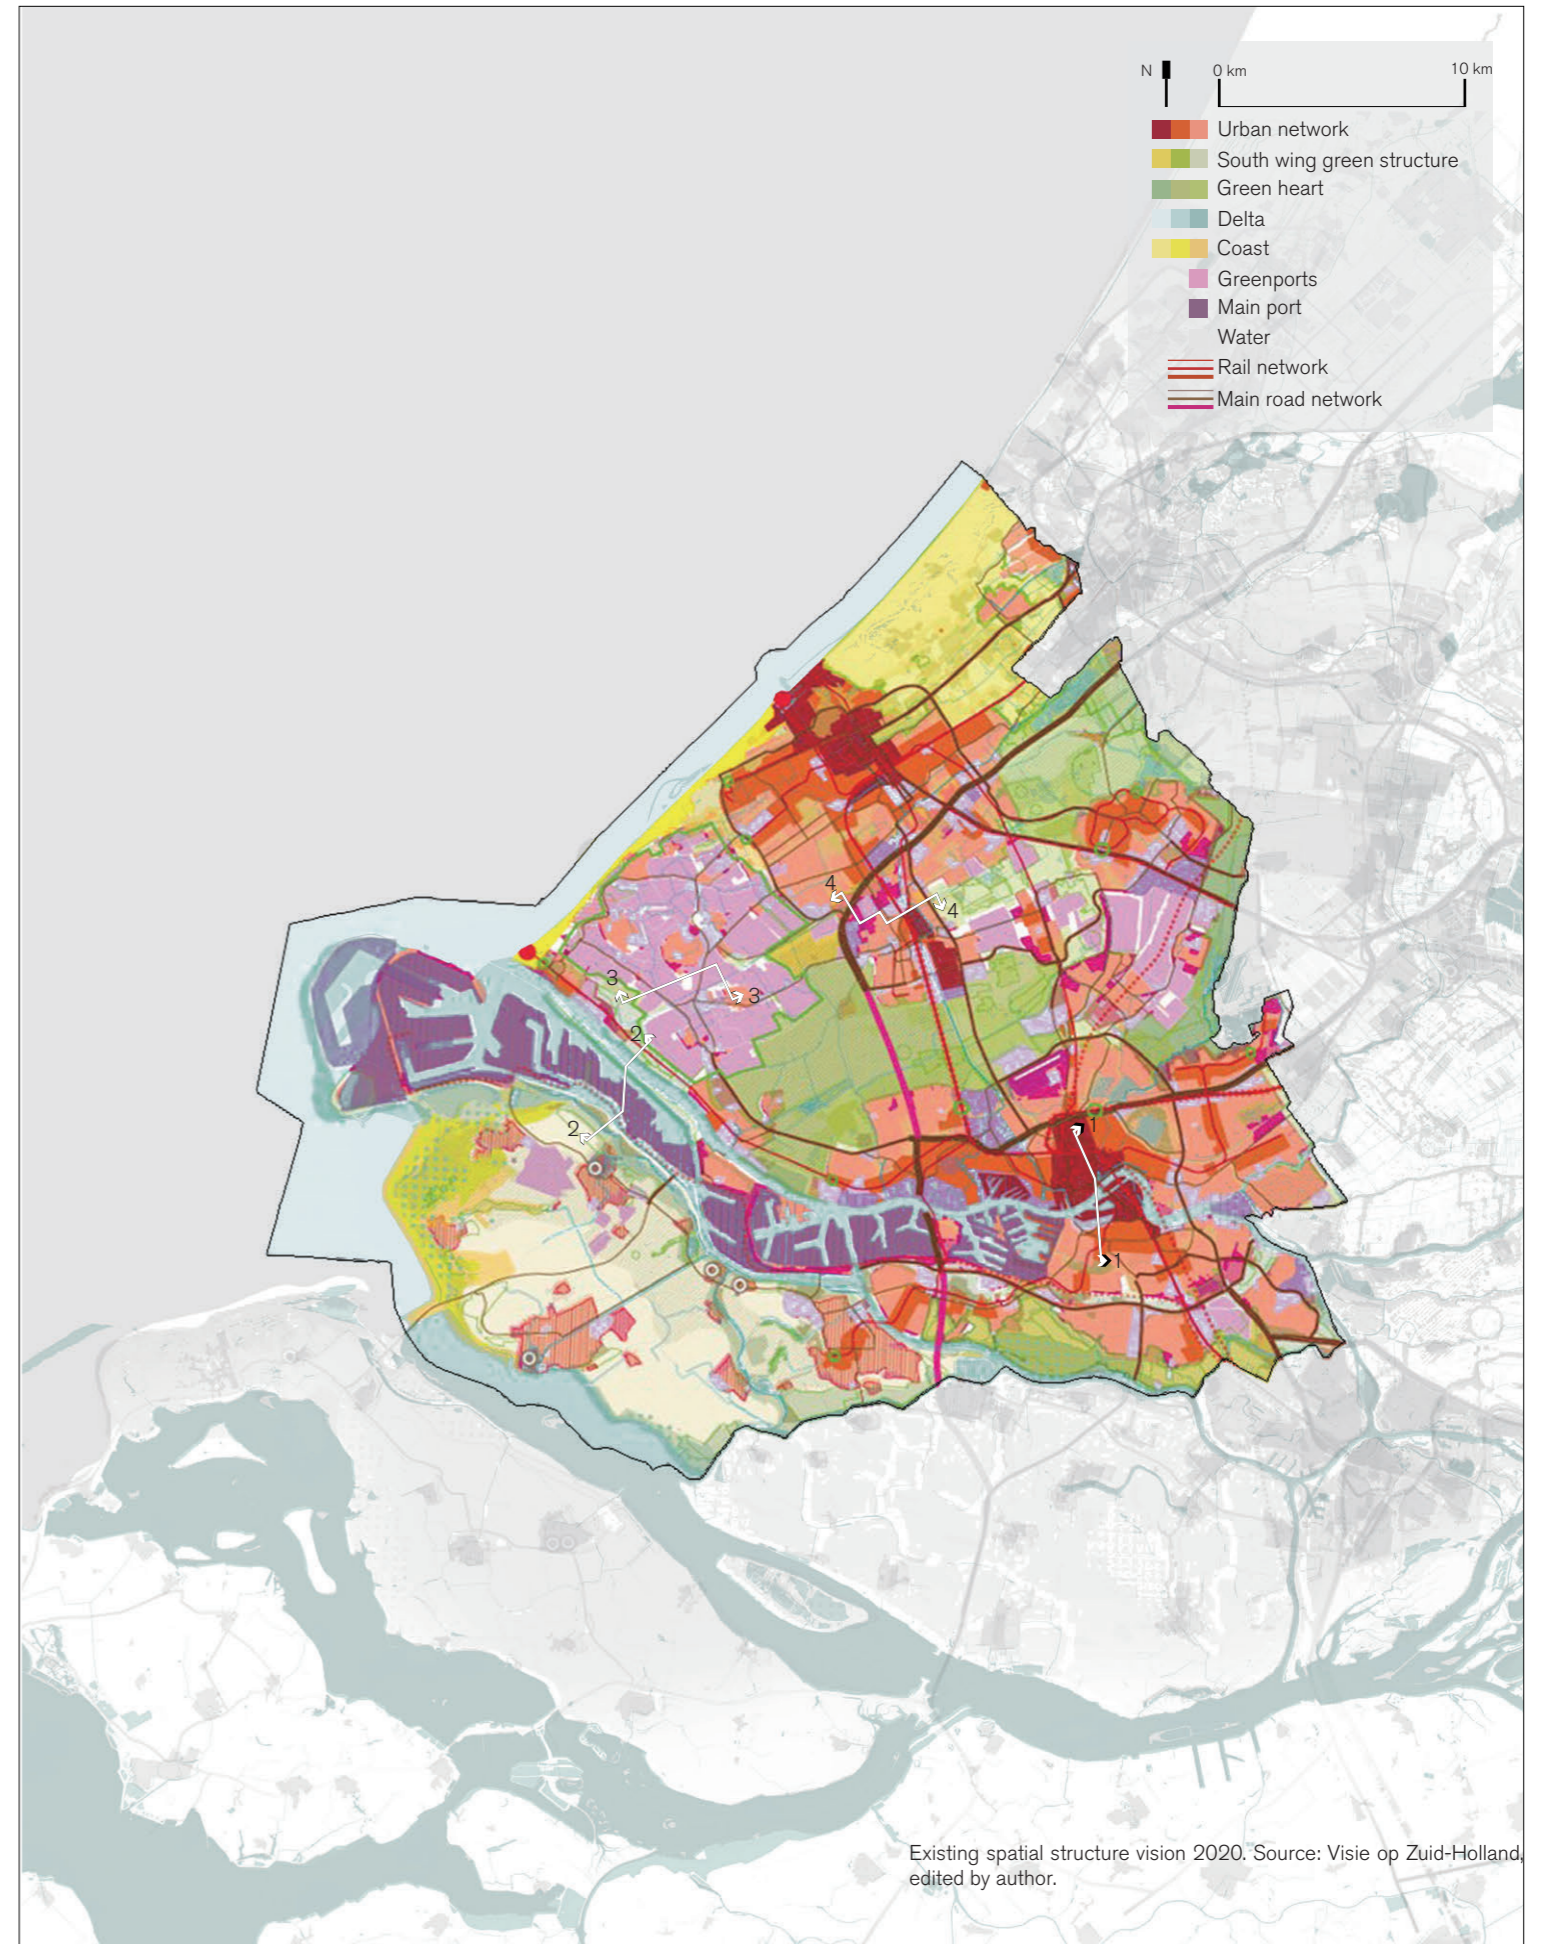 N 0 km 10 km
Urban network
South wing green structure
Green heart
Delta
Coast
Greenports
Main port
Water
Rail network
Main road network
4
4
3
3
2
2
1
1
Existing spatial structure vision 2020. Source: Visie op Zuid-Holland,
edited by author.